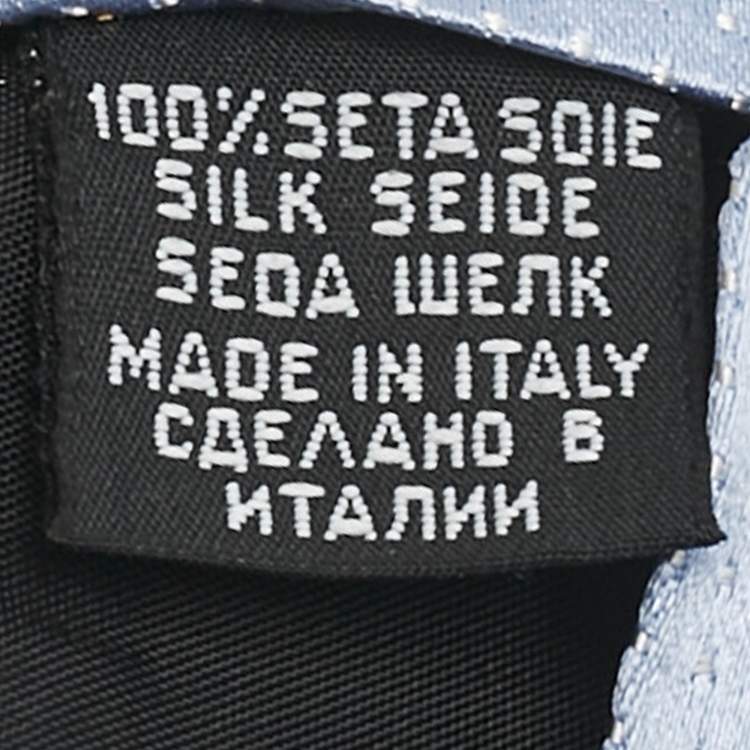 100% SETA SOIE
SILK SEIDE
SEDA ШЕЛК
MADE IN ITALY
СДЕЛАНО В
ИТАЛИИ